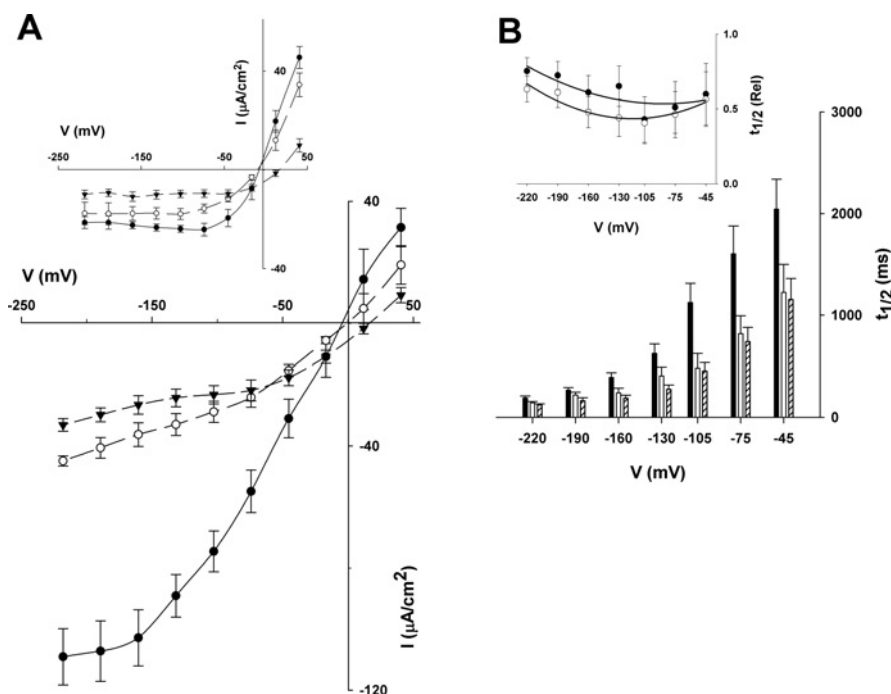 A
40
I (µA/cm²)
V (mV)
-250
-150
-50
50
-40
40
V (mV)
-250
-150
-50
50
-40
I (µA/cm²)
-120
B
1.0
0.5
0.0
t1/2 (Rel)
-220 -190 -160 -130 -105 -75 -45
V (mV)
3000
2000
1000
0
t1/2 (ms)
-220 -190 -160 -130 -105 -75 -45
V (mV)